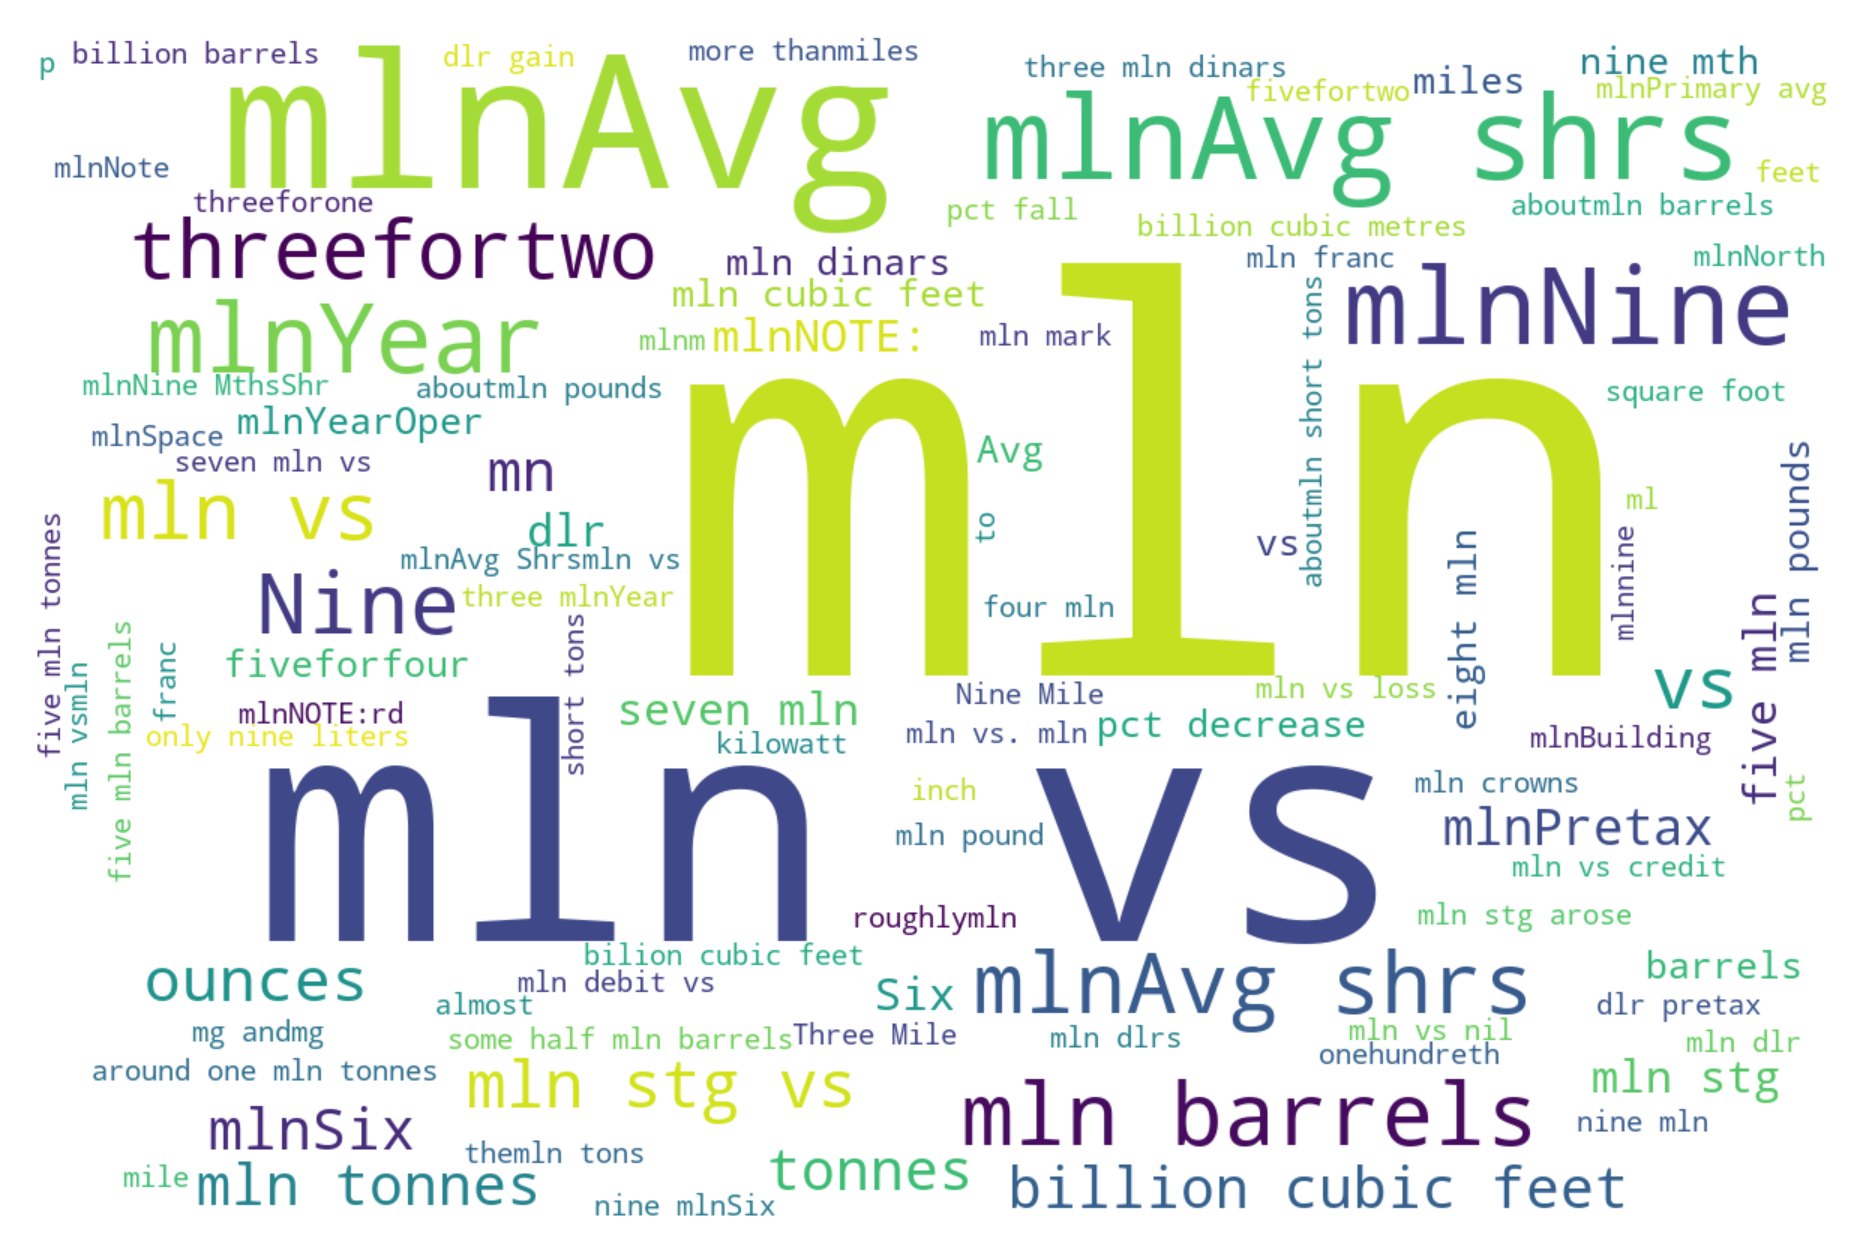 p
billion barrels
mlnAvg
dlr gain
more thanmiles
three mln dinars
fivefortwo
miles
nine mth
mlnPrimary avg
mlnNote
mlnAvg shrs
feet
threeforone
pct fall
billion cubic metres
aboutmln barrels
threefortwo
mln dinars
mln franc
mlnNorth
mln cubic feet
mlnYear
mlnm
mlnNOTE:
mln mark
mln
aboutmln short tons
mlnNine
mlnNine MthsShr
aboutmln pounds
square foot
mlnSpace
mlnYearOper
seven mln vs
mn
Avg
mln pounds
mln vs
dlr
to
vs
ml
five mln tonnes
mlnAvg Shrsmln vs
eight mln
mlnnine
Nine
three mlnYear
four mln
five mln
five mln barrels
mln vsmln
franc
fiveforfour
short tons
vs
mlnNOTE:rd
seven mln
Nine Mile
mln vs loss
only nine liters
kilowatt
mln vs. mln
pct decrease
mlnBuilding
mln vs
inch
mln crowns
pct
mln pound
mlnPretax
mln vs credit
roughlymln
mln stg arose
bilion cubic feet
ounces
mln debit vs
Six
mlnAvg shrs
barrels
almost
dlr pretax
mg andmg
some half mln barrels
Three Mile
mln dlrs
mln vs nil
onehundreth
mln dlr
around one mln tonnes
mln stg vs
mln stg
mlnSix
mln barrels
nine mln
themln tons
mile
mln tonnes
tonnes
billion cubic feet
nine mlnSix